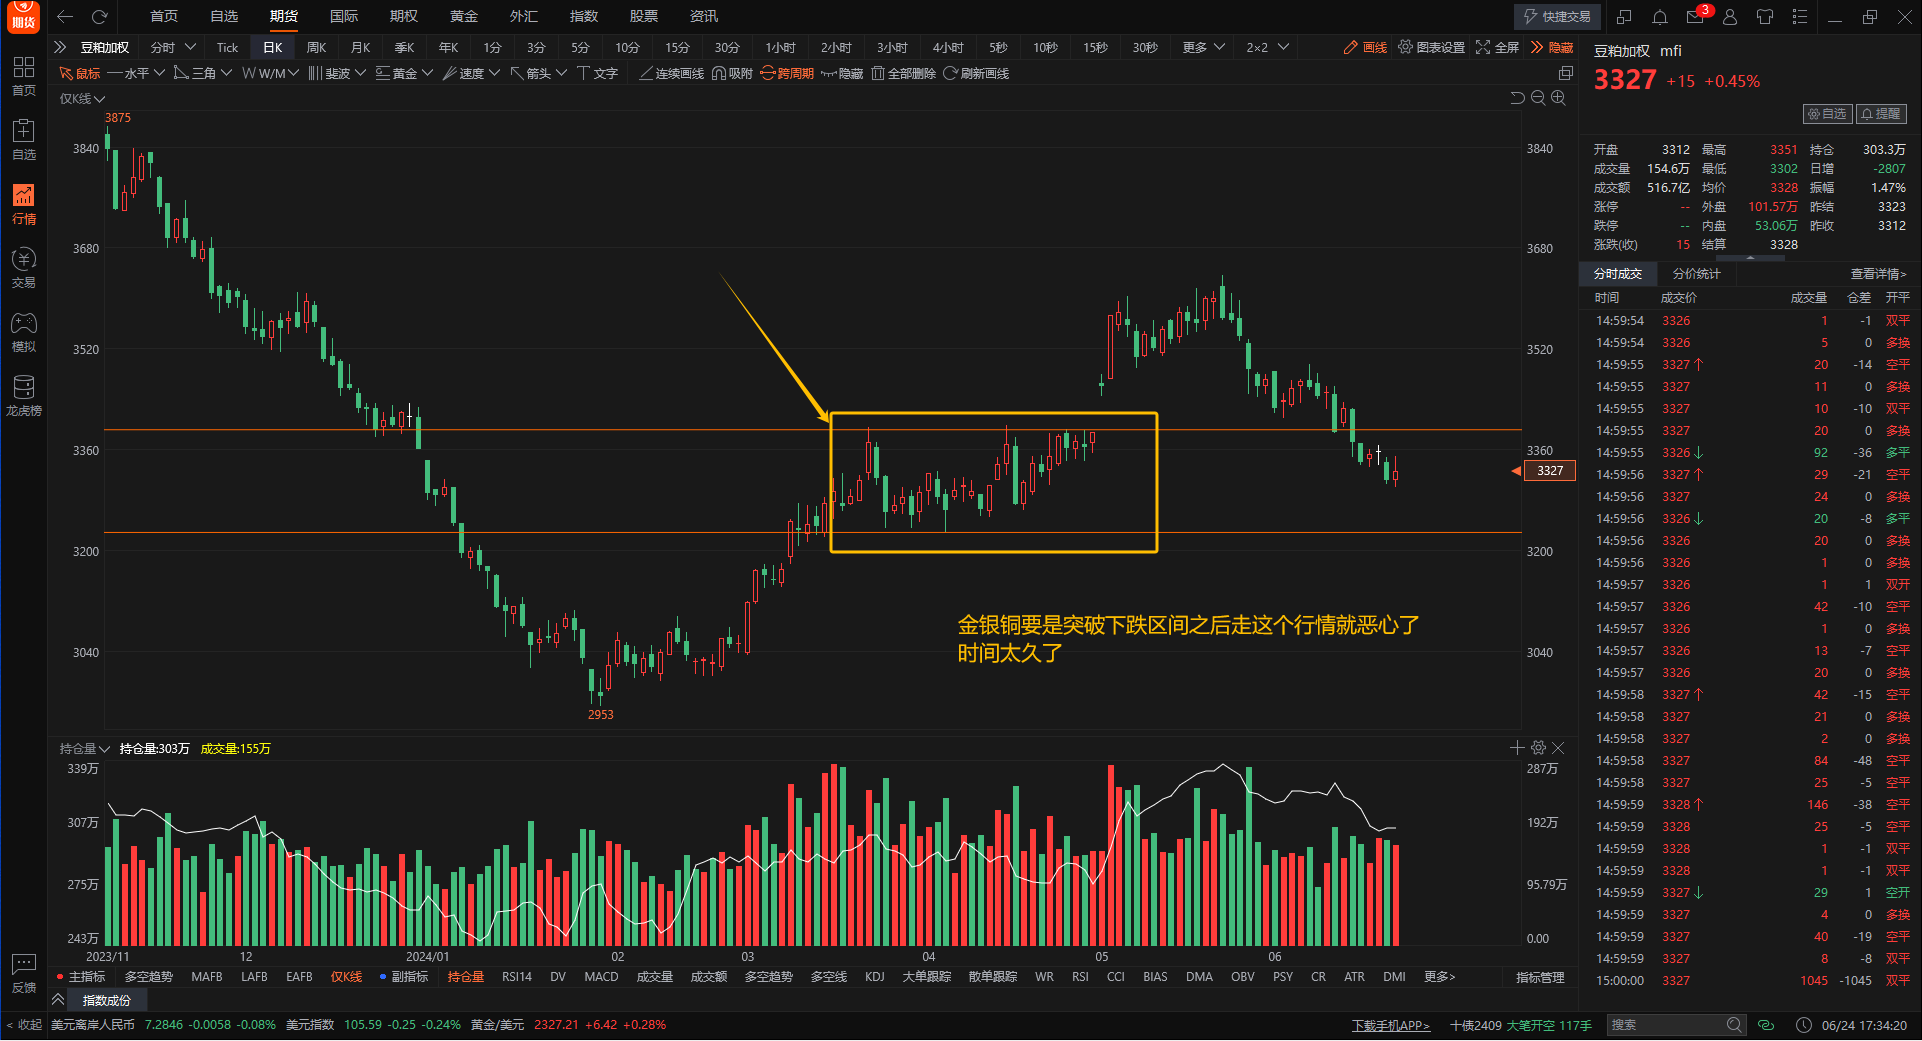 期货 首页 自选 期货 国际 期权 黄金 外汇 指数 股票 资讯 快捷交易 3
豆粕加权 分时 Tick 日K 周K 月K 季K 年K 1分 3分 5分 10分 15分 30分 1小时 2小时 3小时 4小时 5秒 10秒 15秒 30秒 更多 2×2 画线 图表设置 全屏 隐藏
鼠标 水平 三角 W/M 斐波 黄金 速度 箭头 文字 连续画线 吸附 跨周期 隐藏 全部删除 刷新画线
仅K线
首页
自选
行情
交易
模拟
龙虎榜
反馈
< 收起
3875
3840 3840
3680 3680
3520 3520
3360 3360
3327
3200 3200
3040 3040
2953
金银铜要是突破下跌区间之后走这个行情就恶心了
时间太久了
持仓量 持仓量:303万 成交量:155万
339万 287万
307万 192万
275万 95.79万
243万 0.00
2023/11 12 2024/01 02 03 04 05 06
主指标 多空趋势 MAFB LAFB EAFB 仅K线 副指标 持仓量 RSI14 DV MACD 成交量 成交额 多空趋势 多空线 KDJ 大单跟踪 散单跟踪 WR RSI CCI BIAS DMA OBV PSY CR ATR DMI 更多> 指标管理
指数成份
美元离岸人民币 7.2846 -0.0058 -0.08% 美元指数 105.59 -0.25 -0.24% 黄金/美元 2327.21 +6.42 +0.28% 下载手机APP> 十债2409 大笔开空 117手 搜索 06/24 17:34:20
豆粕加权 mfi
3327 +15 +0.45%
自选 提醒
开盘 3312 最高 3351 持仓 303.3万
成交量 154.6万 最低 3302 日增 -2807
成交额 516.7亿 均价 3328 振幅 1.47%
涨停 -- 外盘 101.57万 昨结 3323
跌停 -- 内盘 53.06万 昨收 3312
涨跌(收) 15 结算 3328
分时成交 分价统计 查看详情>
时间 成交价 成交量 仓差 开平
14:59:54 3326 1 -1 双平
14:59:54 3326 5 0 多换
14:59:55 3327↑ 20 -14 空平
14:59:55 3327 11 0 多换
14:59:55 3327 10 -10 双平
14:59:55 3327 20 0 多换
14:59:55 3326↓ 92 -36 多平
14:59:56 3327↑ 29 -21 空平
14:59:56 3327 24 0 多换
14:59:56 3326↓ 20 -8 多平
14:59:56 3326 20 0 多换
14:59:56 3326 1 0 多换
14:59:57 3326 1 1 双开
14:59:57 3326 42 -10 空平
14:59:57 3326 1 0 多换
14:59:57 3326 13 -7 空平
14:59:57 3326 20 0 多换
14:59:58 3327↑ 42 -15 空平
14:59:58 3327 21 0 多换
14:59:58 3327 2 0 多换
14:59:58 3327 84 -48 空平
14:59:58 3327 25 -5 空平
14:59:59 3328↑ 146 -38 空平
14:59:59 3328 25 -5 空平
14:59:59 3328 1 -1 双平
14:59:59 3328 1 -1 双平
14:59:59 3327↓ 29 1 空开
14:59:59 3327 4 0 多换
14:59:59 3327 40 -19 空平
14:59:59 3327 8 -8 双平
15:00:00 3327 1045 -1045 双平